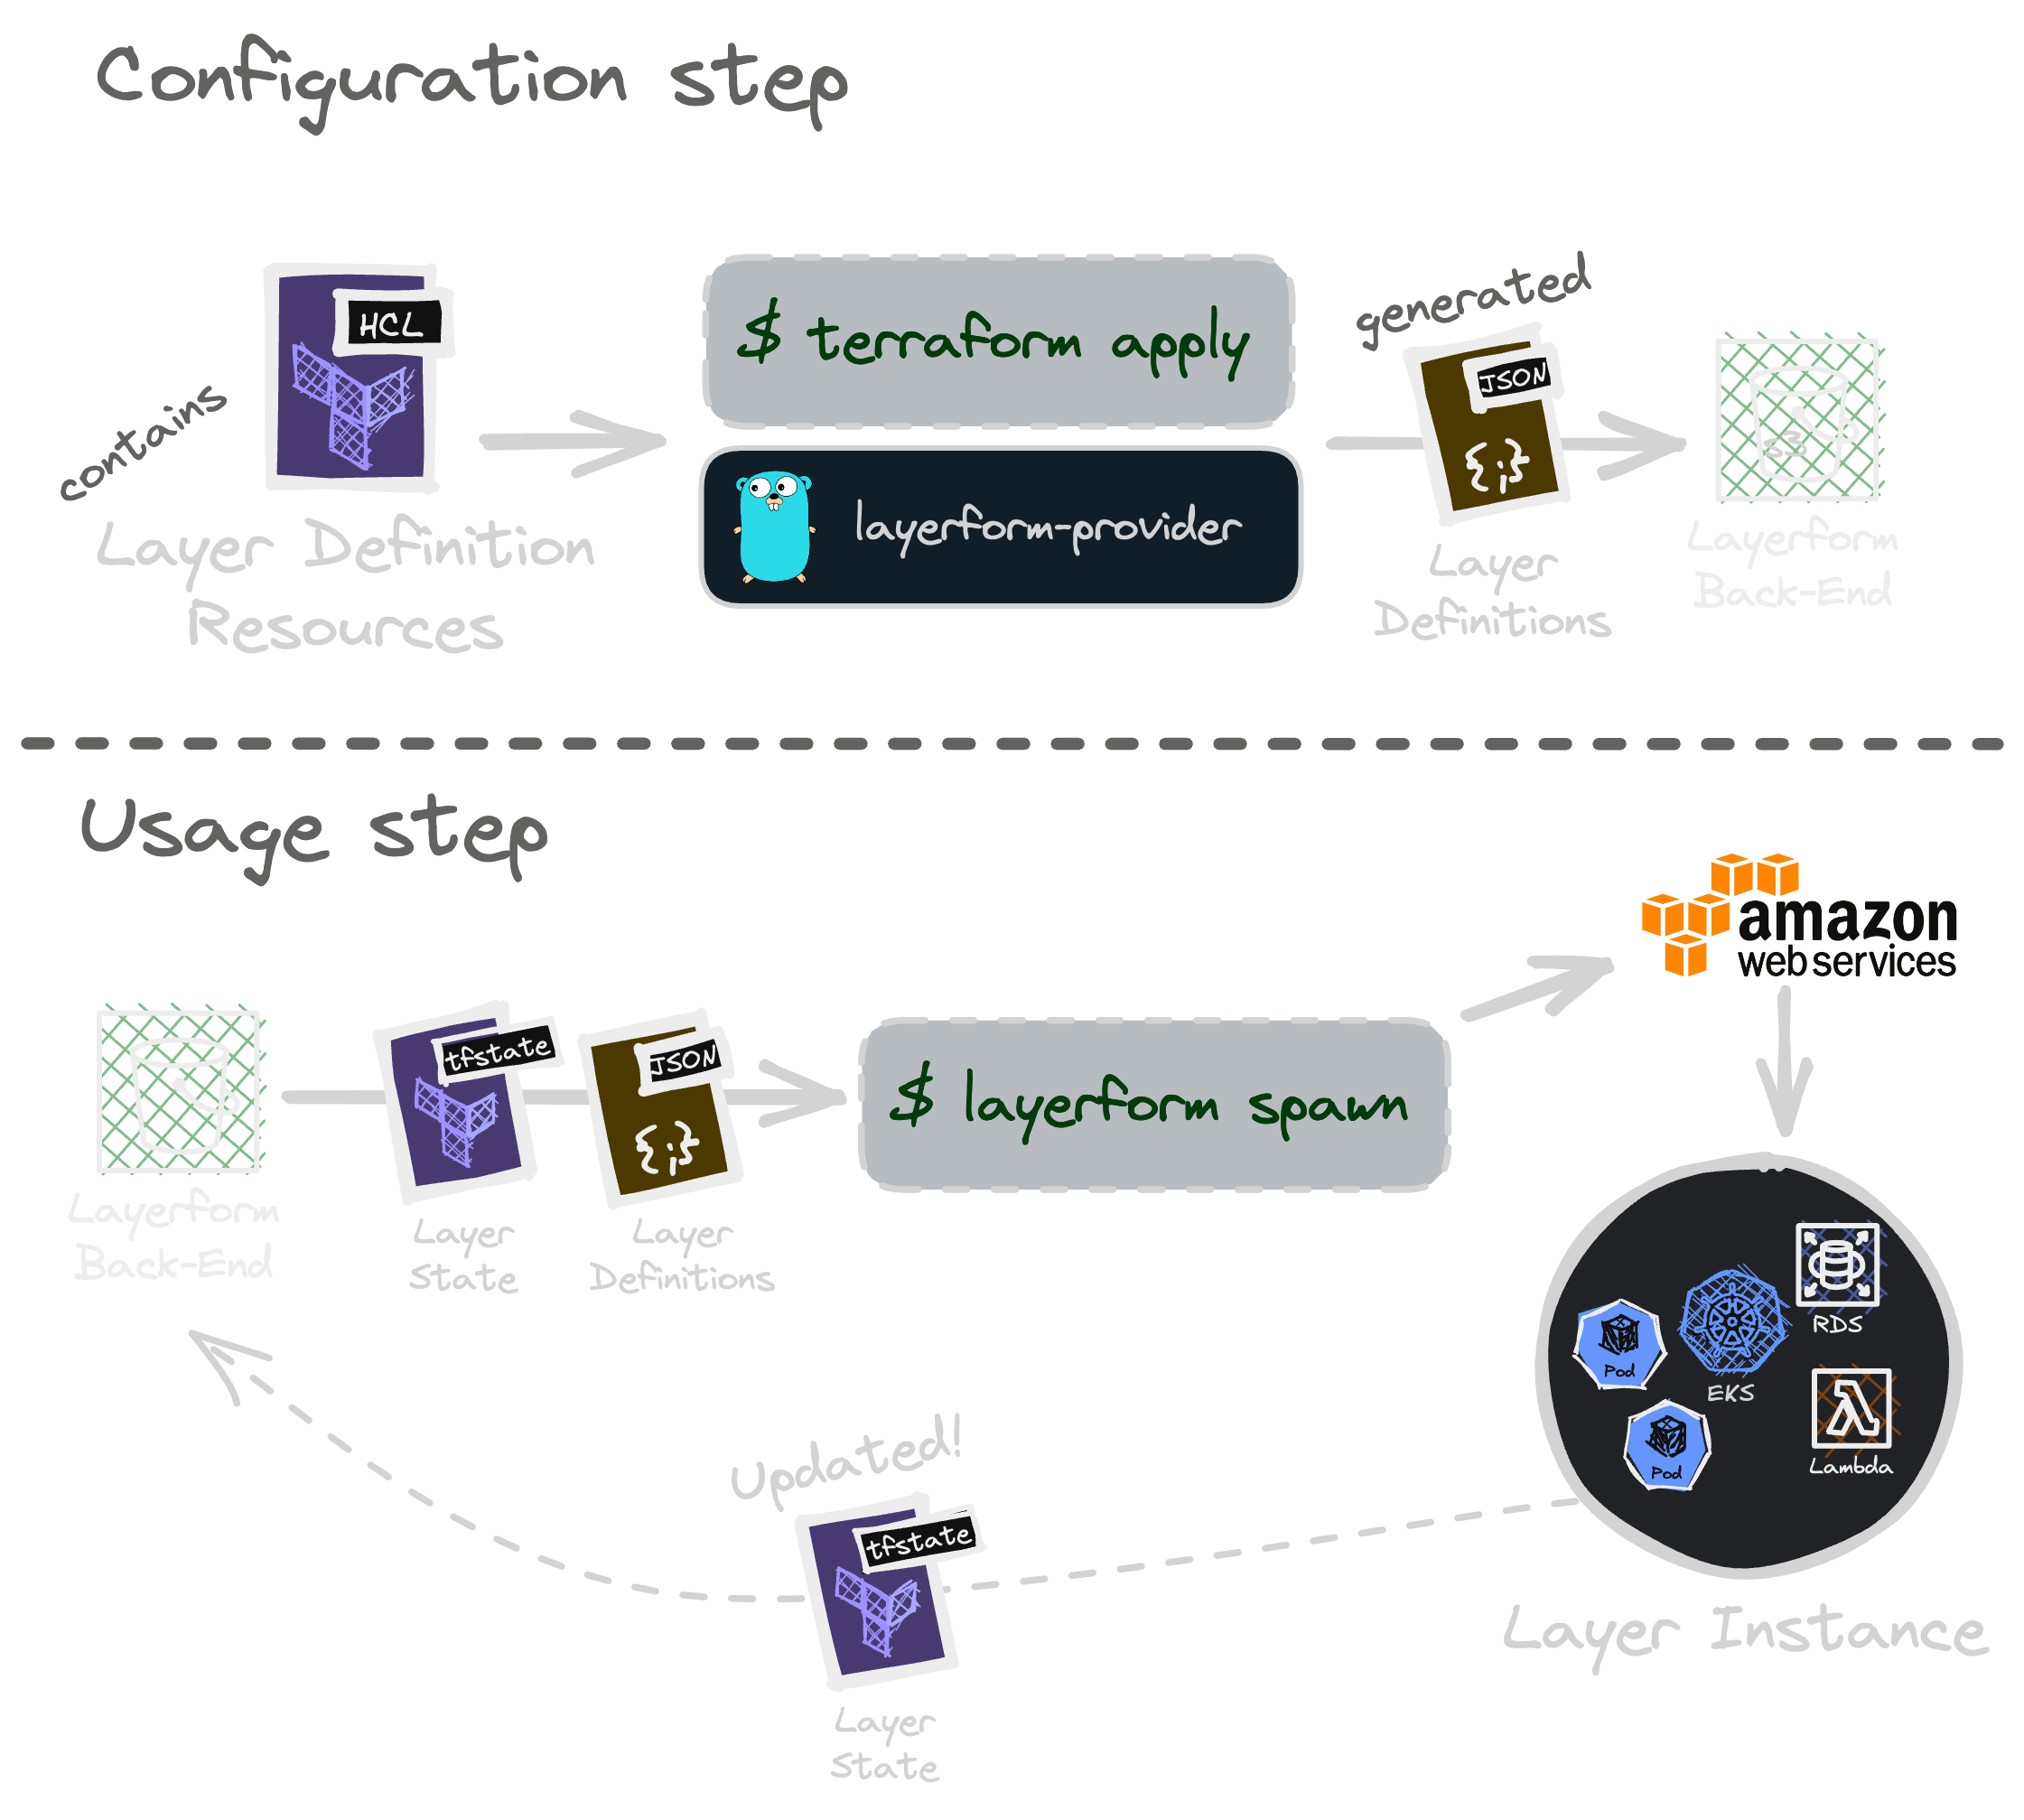 Configuration step
contains
HCL
Layer Definition
Resources
$ terraform apply
layerform-provider
generated
JSON
{;}
Layer
Definitions
s3
Layerform
Back-End
Usage step
Layerform
Back-End
tfstate
Layer
State
JSON
{;}
Layer
Definitions
$ layerform spawn
amazon
webservices
RDS
Pod
EKS
Pod
Lambda
Layer Instance
Updated!
tfstate
Layer
State